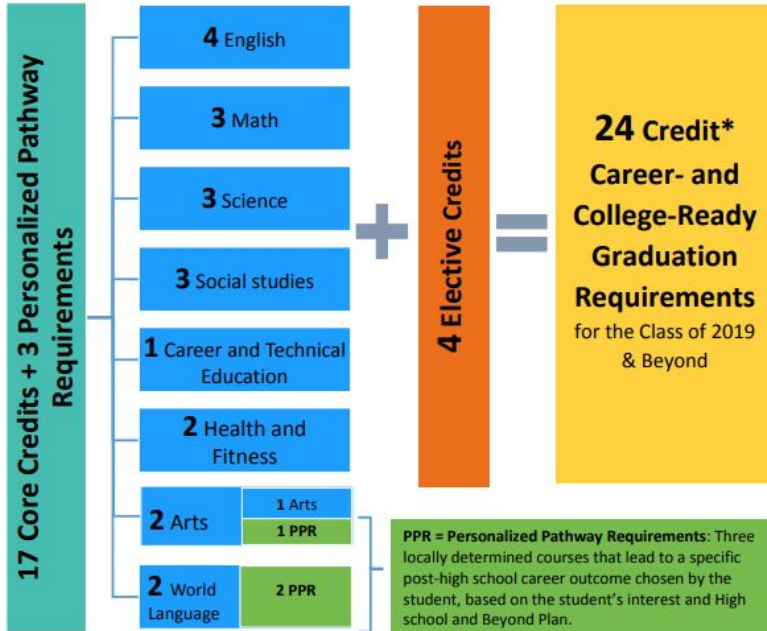 17 Core Credits + 3 Personalized Pathway
Requirements
4 English
3 Math
3 Science
3 Social studies
1 Career and Technical
Education
2 Health and
Fitness
2 Arts
1 Arts
1 PPR
2 World
Language
2 PPR
+
4 Elective Credits
=
24 Credit*
Career- and
College-Ready
Graduation
Requirements
for the Class of 2019
& Beyond
PPR = Personalized Pathway Requirements: Three
locally determined courses that lead to a specific
post-high school career outcome chosen by the
student, based on the student's interest and High
school and Beyond Plan.